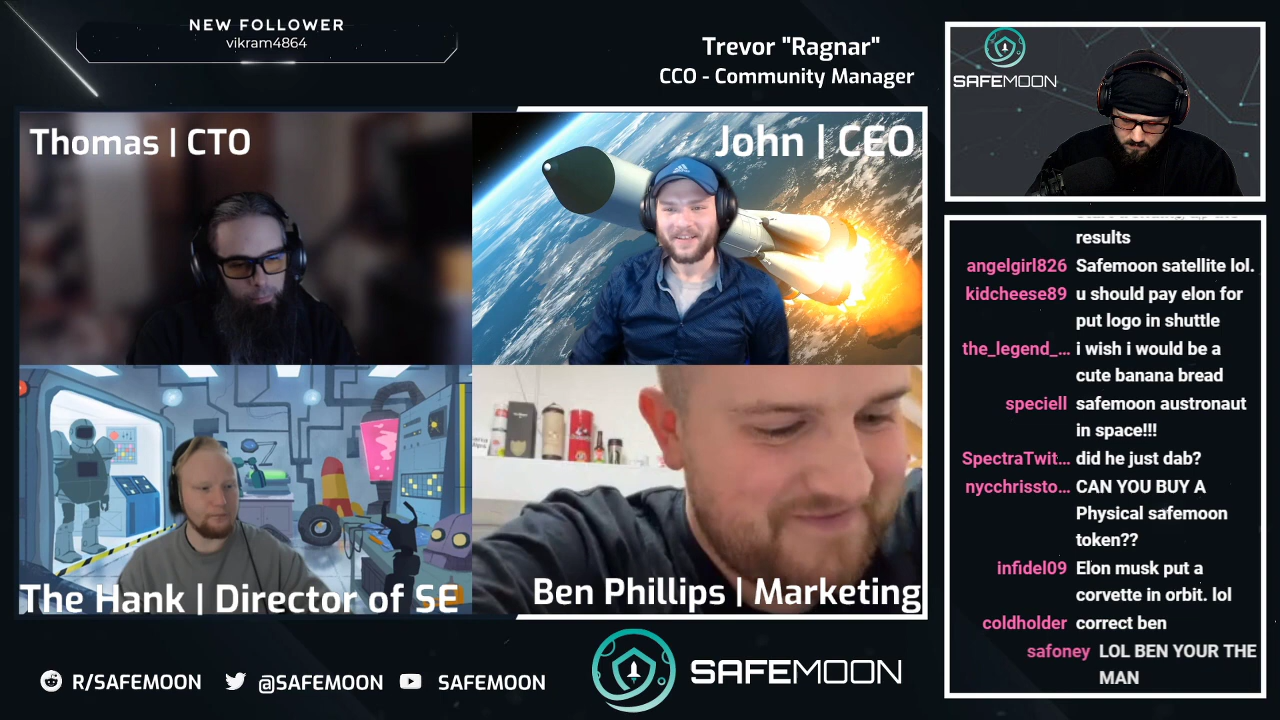 NEW FOLLOWER
vikram4864
Trevor "Ragnar"
CCO - Community Manager
SAFEMOON
Thomas | CTO
John | CEO
The Hank | Director of SE
Ben Phillips | Marketing
results
angelgirl826 Safemoon satellite lol.
kidcheese89 u should pay elon for
put logo in shuttle
the_legend_… i wish i would be a
cute banana bread
speciell safemoon austronaut
in space!!!
SpectraTwit… did he just dab?
nycchrissto… CAN YOU BUY A
Physical safemoon
token??
infidel09 Elon musk put a
corvette in orbit. lol
coldholder correct ben
safoney LOL BEN YOUR THE
MAN
R/SAFEMOON @SAFEMOON SAFEMOON
SAFEMOON